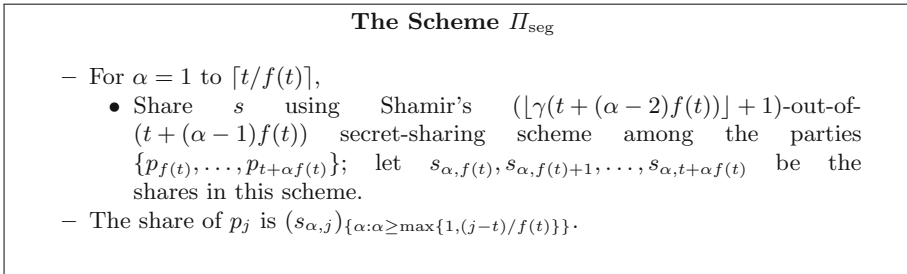 The Scheme Π_seg
– For α = 1 to ⌈t/f(t)⌉,
• Share s using Shamir's (⌊γ(t + (α − 2)f(t))⌋ + 1)-out-of-
(t + (α − 1)f(t)) secret-sharing scheme among the parties
{p_{f(t)}, . . . , p_{t+αf(t)}}; let s_{α,f(t)}, s_{α,f(t)+1}, . . . , s_{α,t+αf(t)} be the
shares in this scheme.
– The share of p_j is (s_{α,j})_{{α:α≥max{1,(j−t)/f(t)}}}.